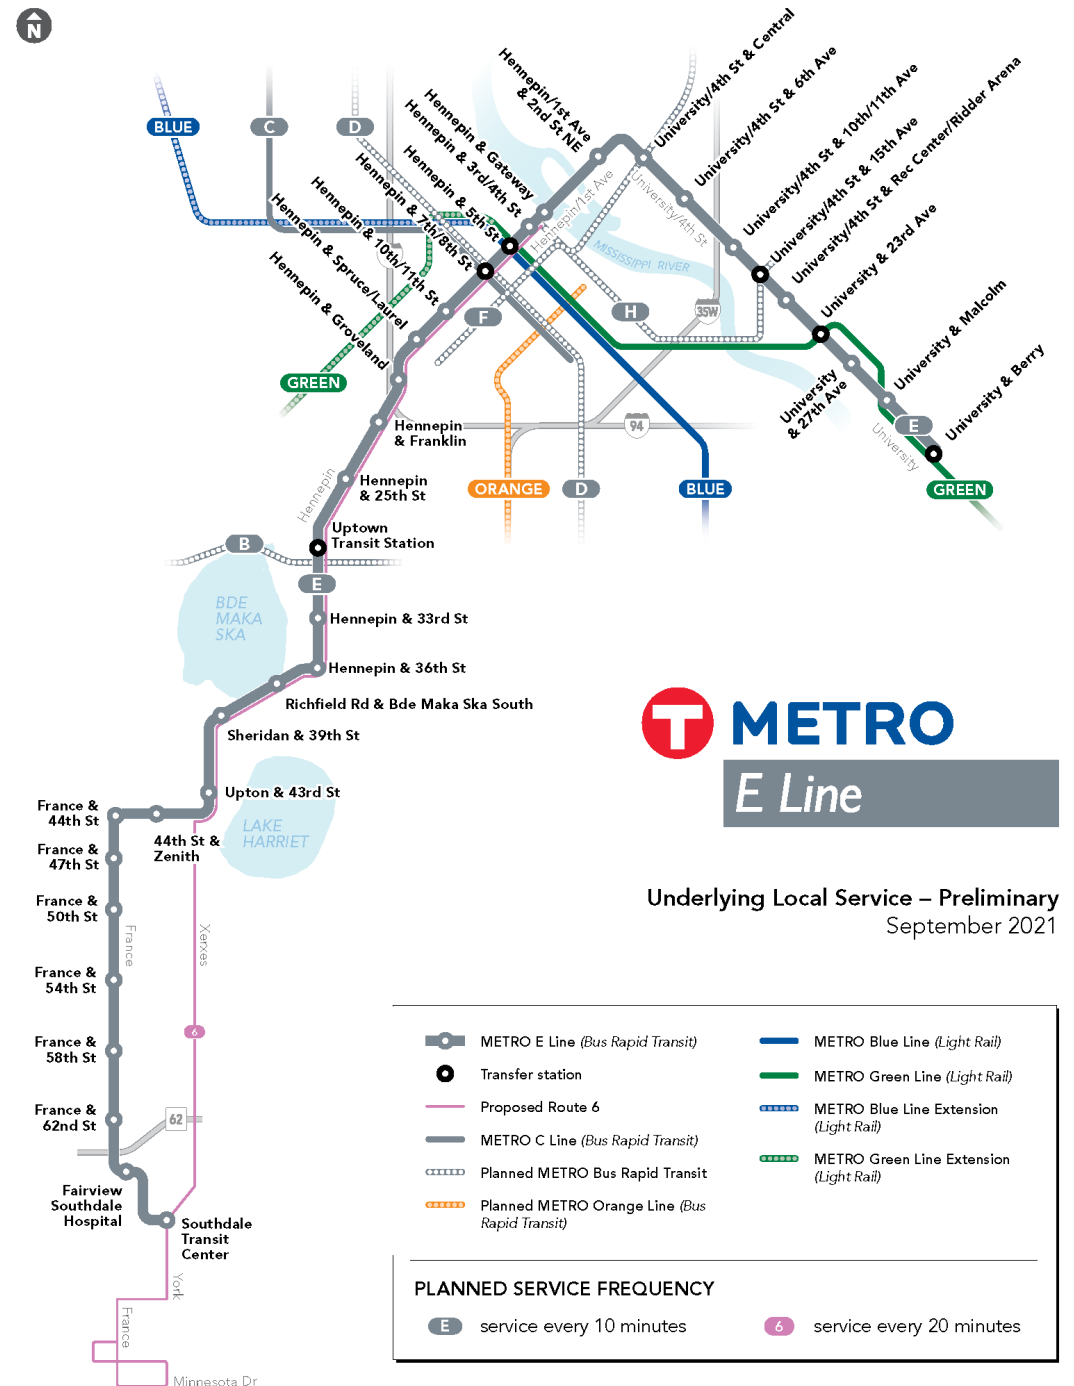 N
BLUE
C
D
Hennepin/1st Ave
& 2nd St NE
Hennepin & Gateway
Hennepin & 3rd/4th St
Hennepin & 5th St
Hennepin & 7th/8th St
Hennepin & 10th/11th St
Hennepin & Spruce/Laurel
Hennepin & Groveland
University/4th St & Central
University/4th St & 6th Ave
University/4th St & 10th/11th Ave
University/4th St & 15th Ave
University/4th St & Rec Center/Ridder Arena
University & 23rd Ave
University & Malcolm
University & Berry
University
& 27th Ave
Hennepin/1st Ave
University/4th St
MISSISSIPPI RIVER
F
H
35W
GREEN
94
E
University
Hennepin
& Franklin
Hennepin
& 25th St
Hennepin
ORANGE
D
BLUE
GREEN
Uptown
Transit Station
B
E
BDE
MAKA
SKA
Hennepin & 33rd St
Hennepin & 36th St
Richfield Rd & Bde Maka Ska South
Sheridan & 39th St
Upton & 43rd St
LAKE
HARRIET
France &
44th St
44th St &
Zenith
France &
47th St
France &
50th St
France
Xerxes
France &
54th St
6
France &
58th St
France &
62nd St
62
Fairview
Southdale
Hospital
Southdale
Transit
Center
York
France
Minnesota Dr
T METRO
E Line
Underlying Local Service – Preliminary
September 2021
METRO E Line (Bus Rapid Transit)
Transfer station
Proposed Route 6
METRO C Line (Bus Rapid Transit)
Planned METRO Bus Rapid Transit
Planned METRO Orange Line (Bus
Rapid Transit)
METRO Blue Line (Light Rail)
METRO Green Line (Light Rail)
METRO Blue Line Extension
(Light Rail)
METRO Green Line Extension
(Light Rail)
PLANNED SERVICE FREQUENCY
E service every 10 minutes
6 service every 20 minutes